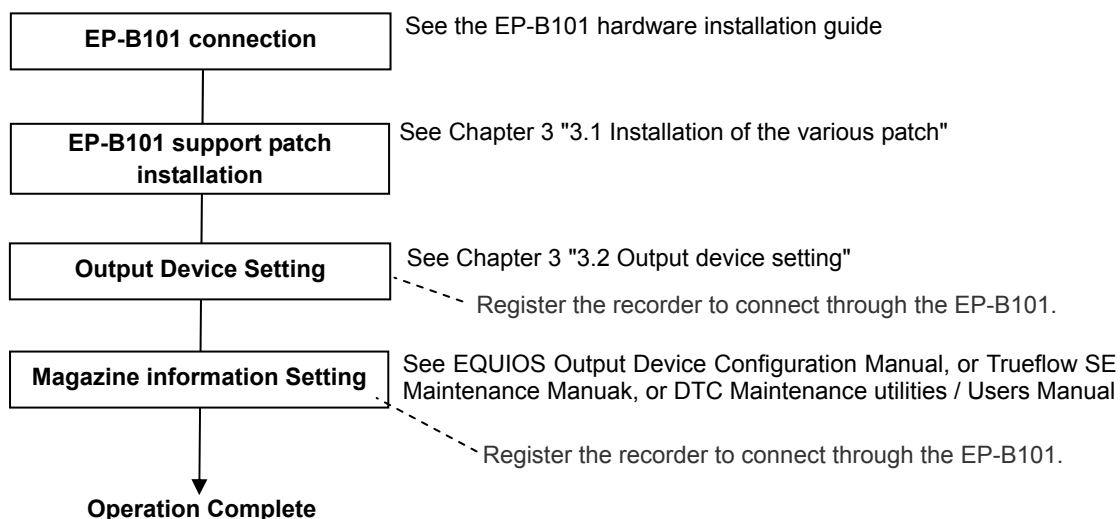 EP-B101 connection
See the EP-B101 hardware installation guide
EP-B101 support patch
installation
See Chapter 3 "3.1 Installation of the various patch"
Output Device Setting
See Chapter 3 "3.2 Output device setting"
Register the recorder to connect through the EP-B101.
Magazine information Setting
See EQUIOS Output Device Configuration Manual, or Trueflow SE
Maintenance Manuak, or DTC Maintenance utilities / Users Manual
Register the recorder to connect through the EP-B101.
Operation Complete